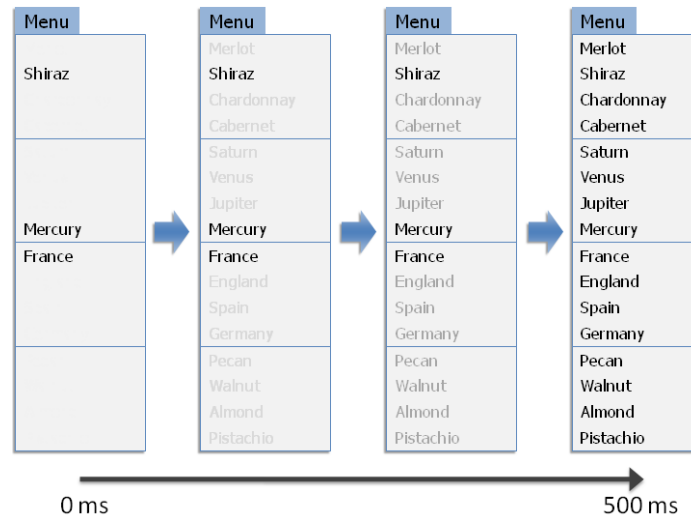 Menu
Shiraz
Mercury
France
Menu
Merlot
Shiraz
Chardonnay
Cabernet
Saturn
Venus
Jupiter
Mercury
France
England
Spain
Germany
Pecan
Walnut
Almond
Pistachio
Menu
Merlot
Shiraz
Chardonnay
Cabernet
Saturn
Venus
Jupiter
Mercury
France
England
Spain
Germany
Pecan
Walnut
Almond
Pistachio
Menu
Merlot
Shiraz
Chardonnay
Cabernet
Saturn
Venus
Jupiter
Mercury
France
England
Spain
Germany
Pecan
Walnut
Almond
Pistachio
0 ms
500 ms